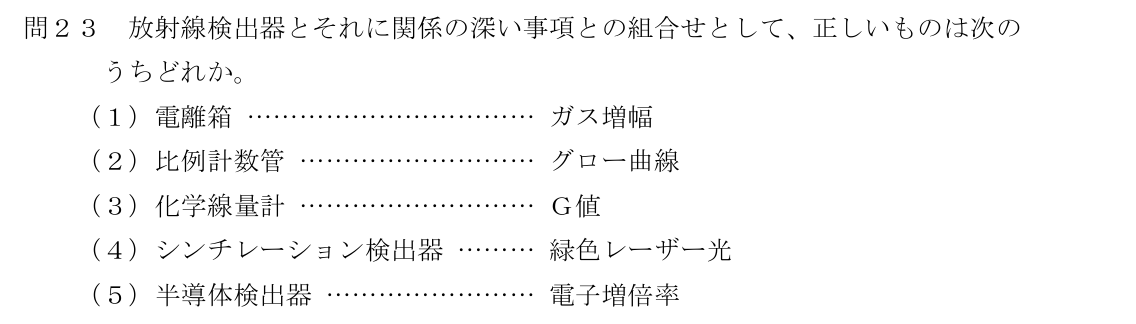 問２３　放射線検出器とそれに関係の深い事項との組合せとして、正しいものは次の
うちどれか。
（１）電離箱 …………………………… ガス増幅
（２）比例計数管 ……………………… グロー曲線
（３）化学線量計 ……………………… Ｇ値
（４）シンチレーション検出器 ……… 緑色レーザー光
（５）半導体検出器 …………………… 電子増倍率